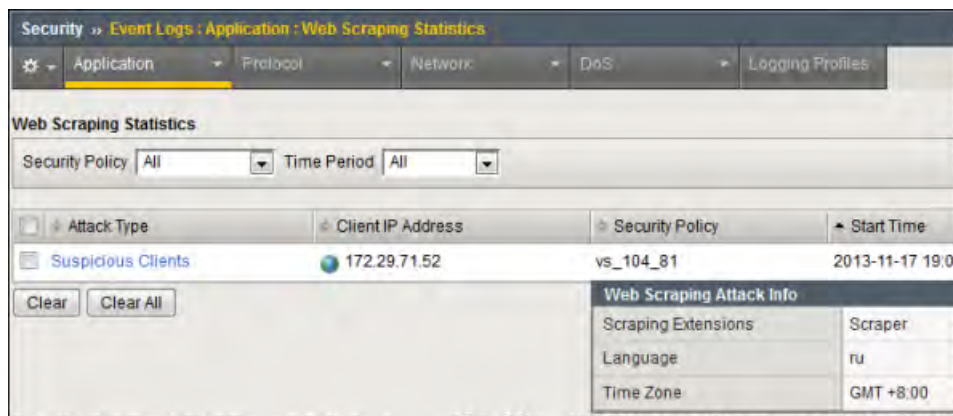 Security » Event Logs : Application : Web Scraping Statistics
Application Protocol Network DoS Logging Profiles
Web Scraping Statistics
Security Policy All Time Period All
Attack Type Client IP Address Security Policy Start Time
Suspicious Clients 172.29.71.52 vs_104_81 2013-11-17 19:0
Clear Clear All
Web Scraping Attack Info
Scraping Extensions Scraper
Language ru
Time Zone GMT +8:00